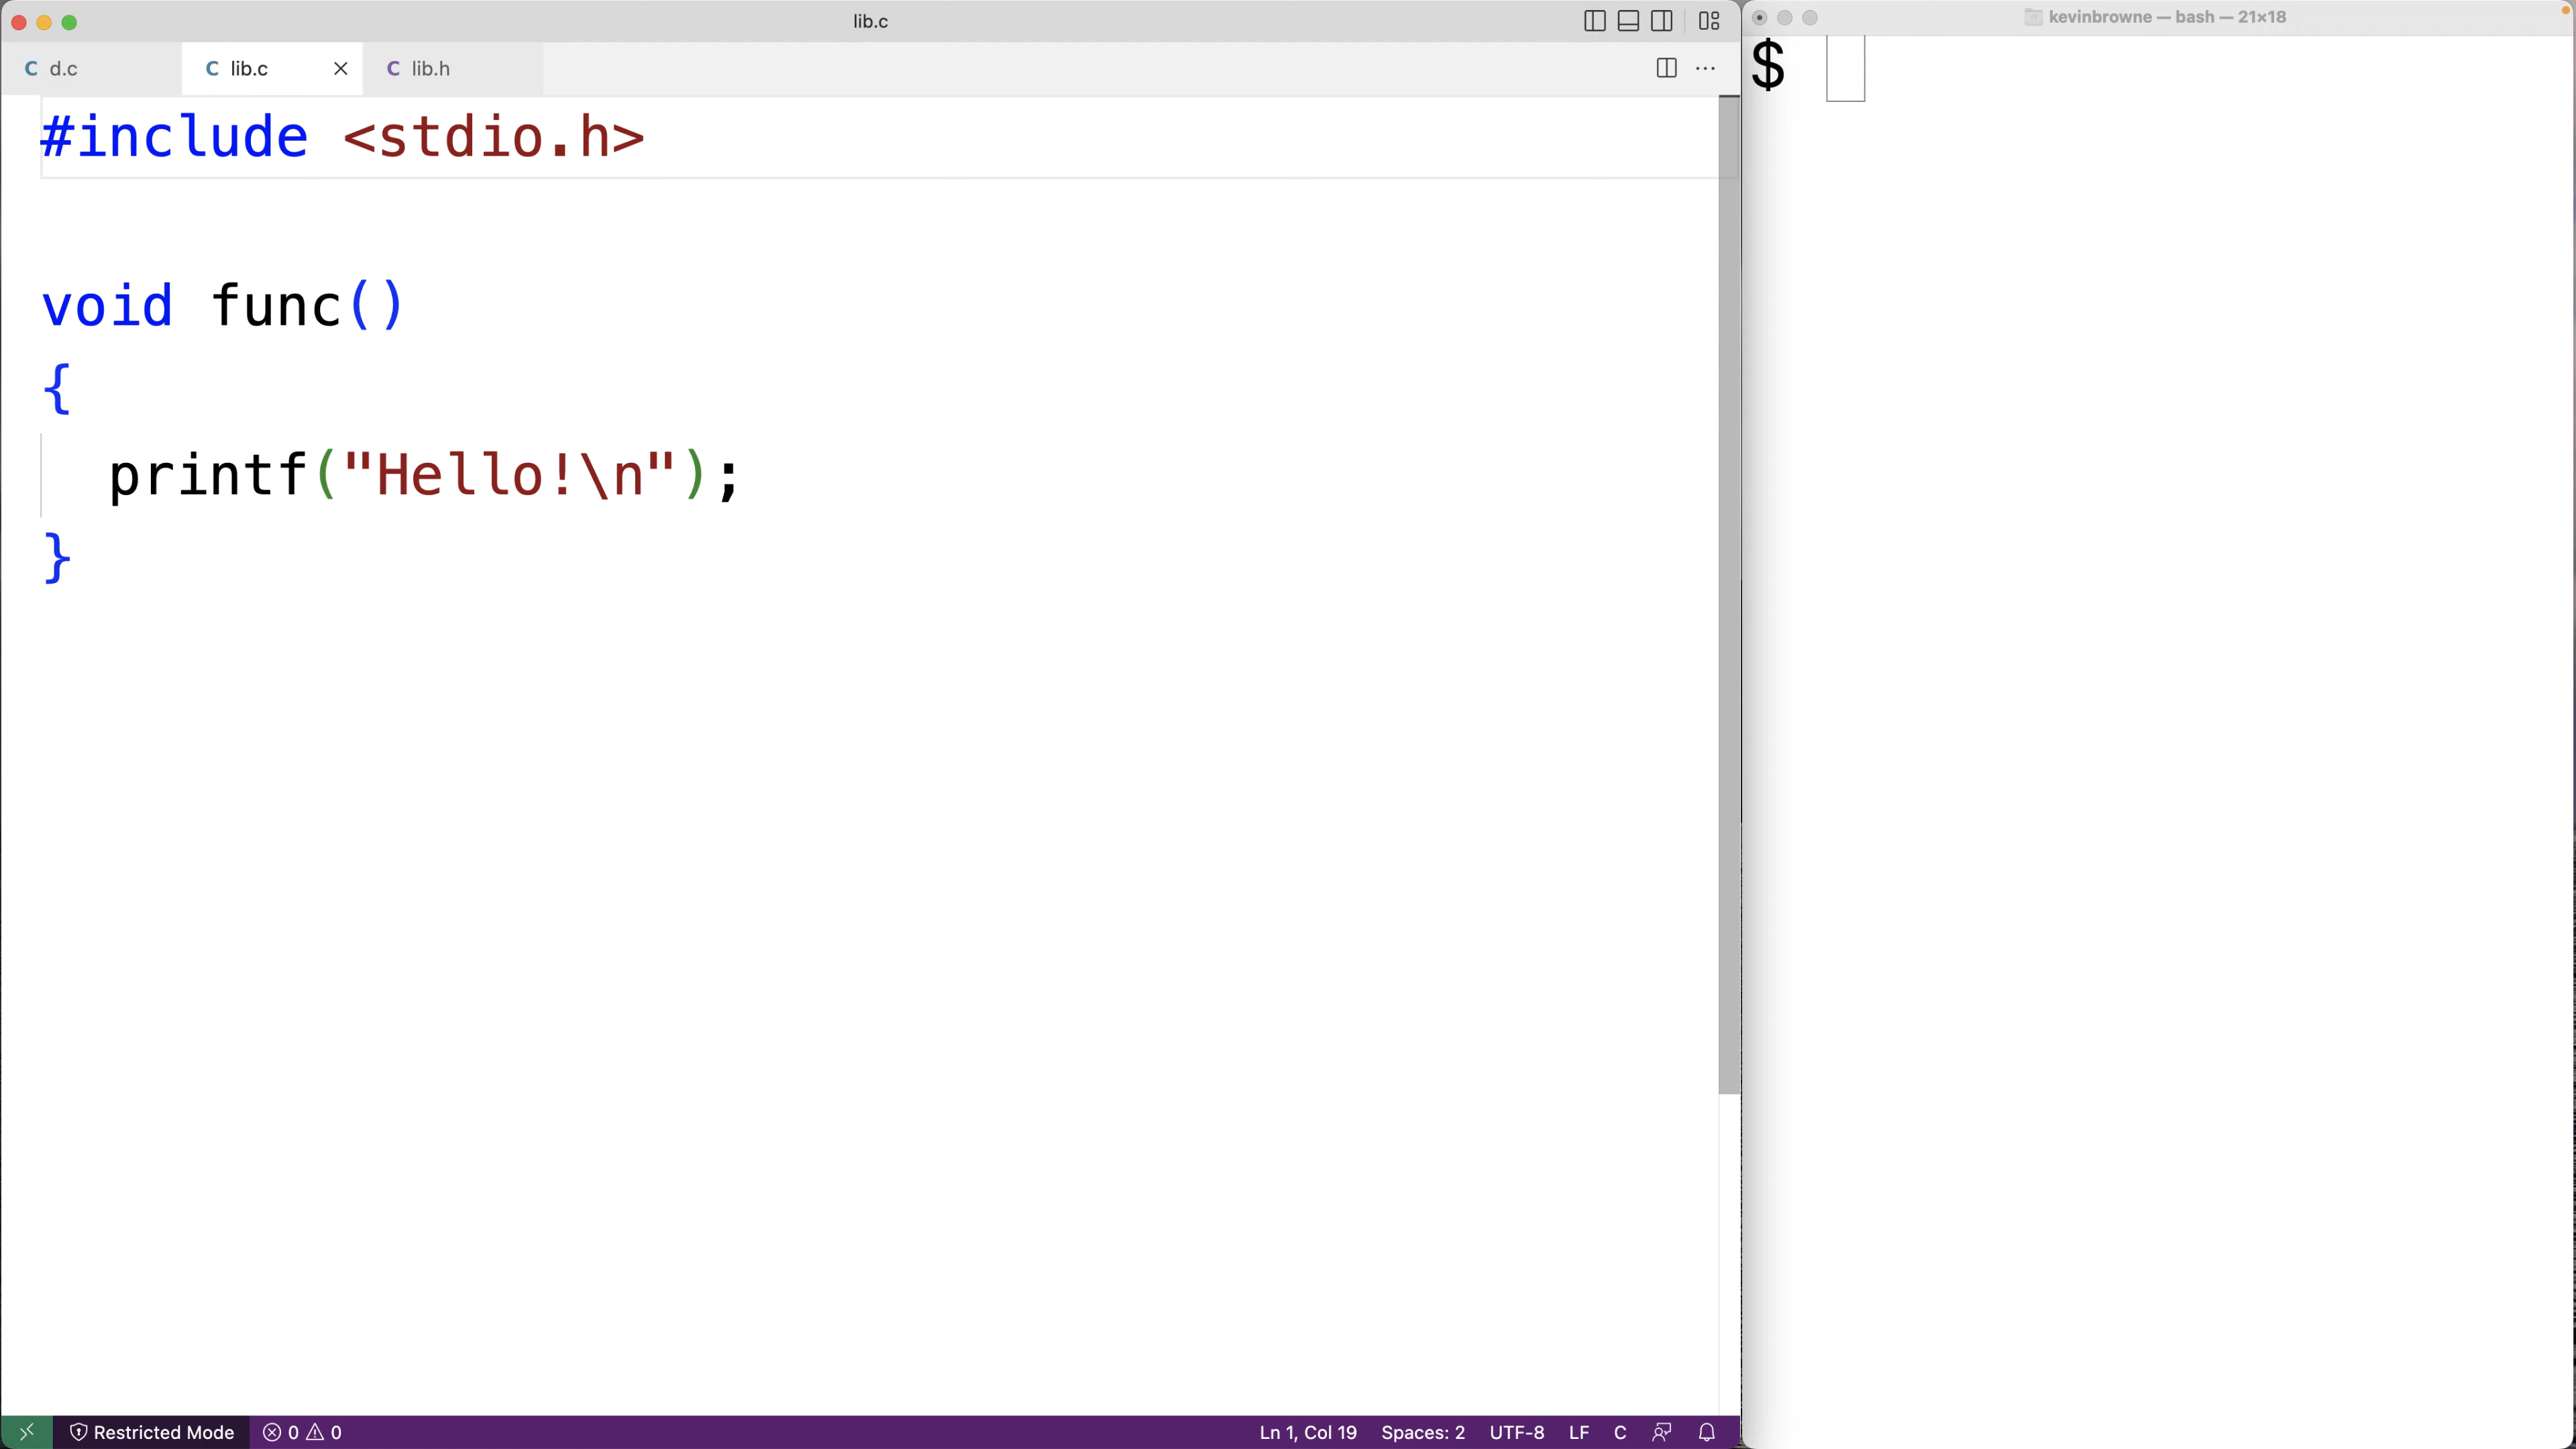 lib.c
d.c
lib.c
lib.h
#include <stdio.h>
void func()
{
printf("Hello!\n");
}
Restricted Mode
0
0
Ln 1, Col 19
Spaces: 2
UTF-8
LF
C
kevinbrowne — bash — 21×18
$